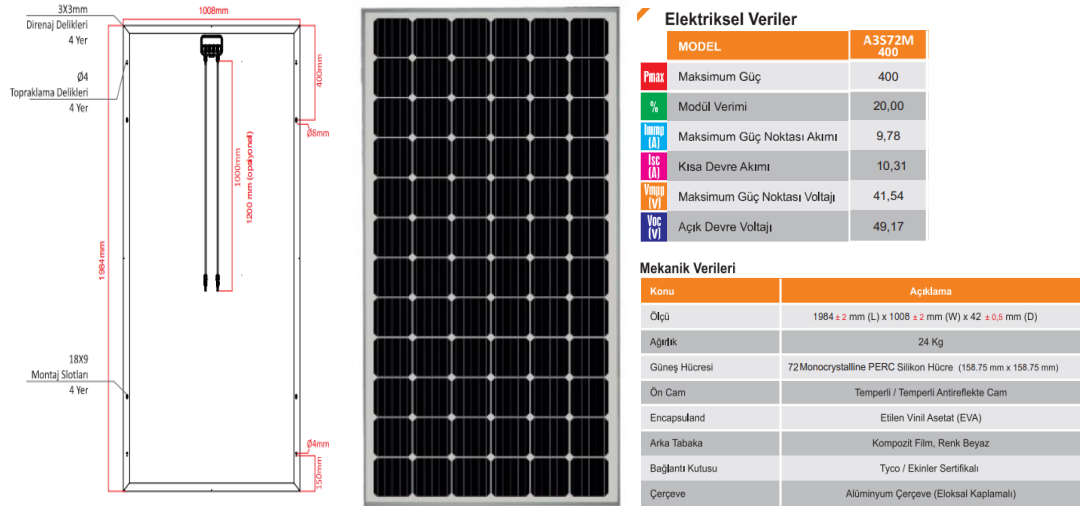 3X3mm
Direnaj Delikleri
4 Yer
1008mm
400mm
Ø4
Topraklama Delikleri
4 Yer
Ø8mm
1000mm
1200 mm (opsiyonel)
1984mm
18X9
Montaj Slotları
4 Yer
Ø4mm
150mm
Elektriksel Veriler
MODEL A3S72M 400
Pmax Maksimum Güç 400
% Modül Verimi 20,00
Immp (A) Maksimum Güç Noktası Akımı 9,78
Isc (A) Kısa Devre Akımı 10,31
Vmpp (V) Maksimum Güç Noktası Voltajı 41,54
Voc (V) Açık Devre Voltajı 49,17
Mekanik Verileri
Konu Açıklama
Ölçü 1984 ± 2 mm (L) x 1008 ± 2 mm (W) x 42 ± 0,5 mm (D)
Ağırlık 24 Kg
Güneş Hücresi 72 Monocrystalline PERC Silikon Hücre (158.75 mm x 158.75 mm)
Ön Cam Temperli / Temperli Antireflekte Cam
Encapsuland Etilen Vinil Asetat (EVA)
Arka Tabaka Kompozit Film, Renk Beyaz
Bağlantı Kutusu Tyco / Ekinler Sertifikalı
Çerçeve Alüminyum Çerçeve (Eloksal Kaplamalı)